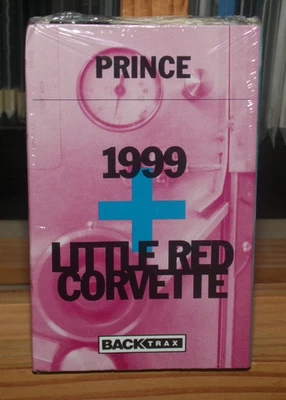 PRINCE
1999
+
LITTLE RED
CORVETTE
BACKTRAX